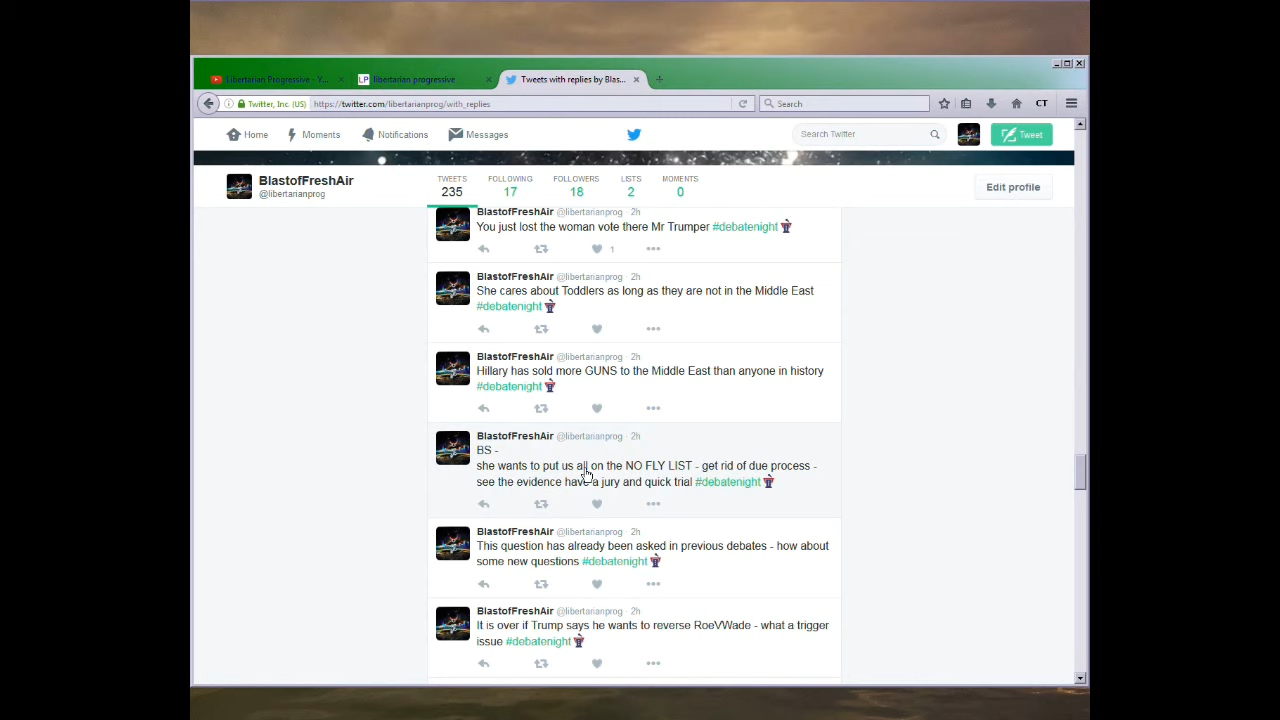 Libertarian Progressive - Y...
LP libertarian progressive
Tweets with replies by Blas...
Twitter, Inc. (US) https://twitter.com/libertarianprog/with_replies
Search
CT
Home Moments Notifications Messages
Search Twitter
Tweet
BlastofFreshAir
@libertarianprog
TWEETS FOLLOWING FOLLOWERS LISTS MOMENTS
235 17 18 2 0
Edit profile
BlastofFreshAir @libertarianprog · 2h
You just lost the woman vote there Mr Trumper #debatenight
1
BlastofFreshAir @libertarianprog · 2h
She cares about Toddlers as long as they are not in the Middle East
#debatenight
BlastofFreshAir @libertarianprog · 2h
Hillary has sold more GUNS to the Middle East than anyone in history
#debatenight
BlastofFreshAir @libertarianprog · 2h
BS -
she wants to put us all on the NO FLY LIST - get rid of due process -
see the evidence have a jury and quick trial #debatenight
BlastofFreshAir @libertarianprog · 2h
This question has already been asked in previous debates - how about
some new questions #debatenight
BlastofFreshAir @libertarianprog · 2h
It is over if Trump says he wants to reverse RoeVWade - what a trigger
issue #debatenight